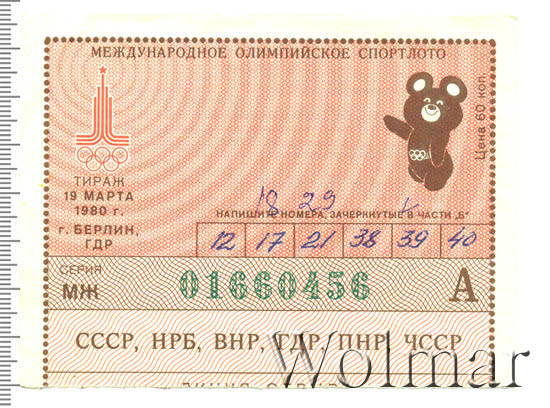 МЕЖДУНАРОДНОЕ ОЛИМПИЙСКОЕ СПОРТЛОТО
Цена 60 коп.
ТИРАЖ
19 МАРТА
1980 г.
г. БЕРЛИН,
ГДР
18 29
НАПИШИТЕ НОМЕРА, ЗАЧЕРКНУТЫЕ В ЧАСТИ „Б“
12 17 21 38 39 40
СЕРИЯ
МЖ 01660456 А
СССР, НРБ, ВНР, ГДР, ПНР, ЧССР
Wolmar